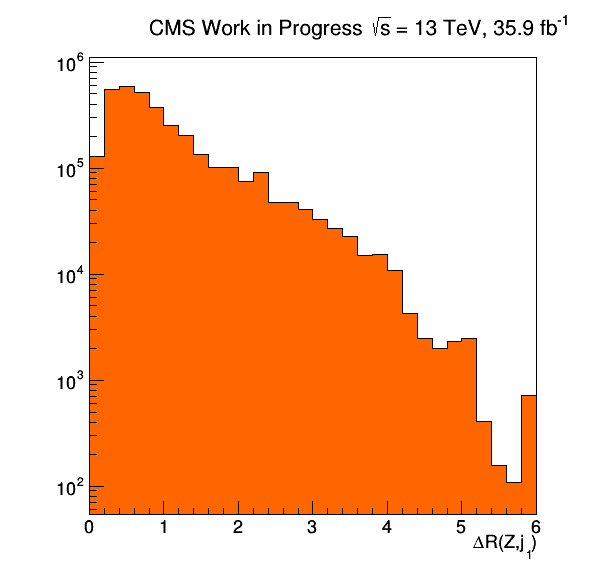 CMS Work in Progress √s = 13 TeV, 35.9 fb⁻¹
10⁶
10⁵
10⁴
10³
10²
0 1 2 3 4 5 6
ΔR(Z,j₁)